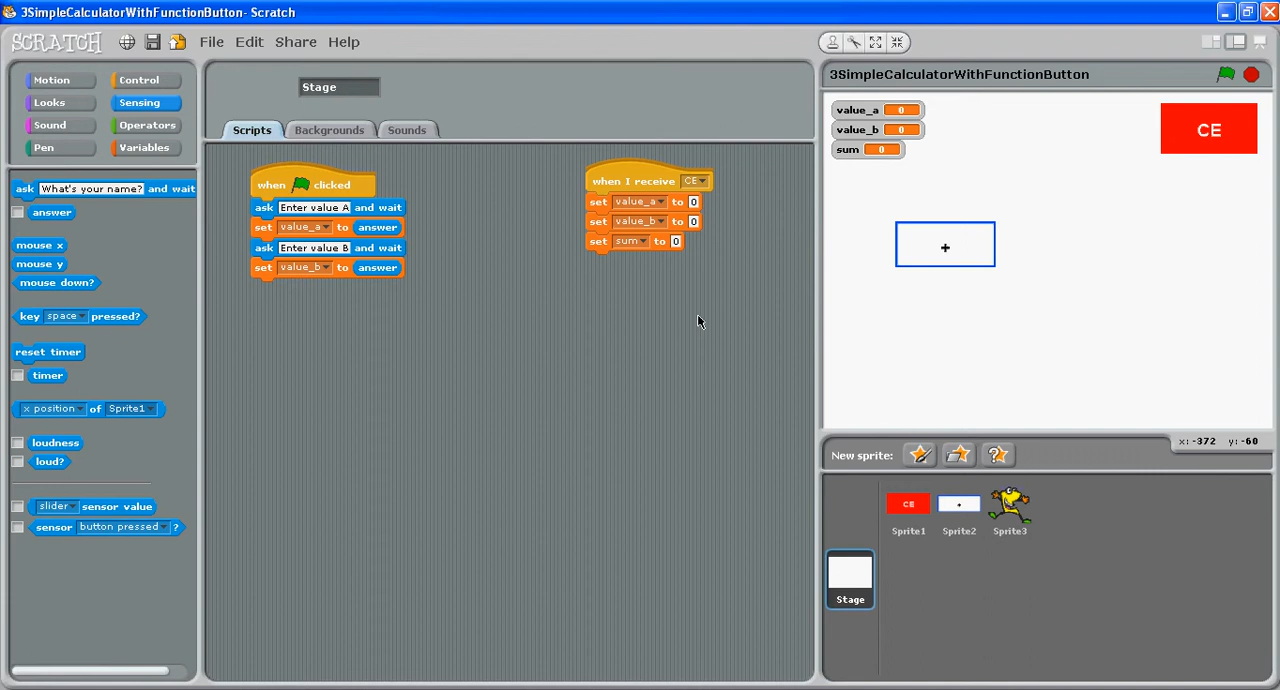 3SimpleCalculatorWithFunctionButton- Scratch
SCRATCH File Edit Share Help
Motion Control
Looks Sensing
Sound Operators
Pen Variables
ask What's your name? and wait
answer
mouse x
mouse y
mouse down?
key space pressed?
reset timer
timer
x position of Sprite1
loudness
loud?
slider sensor value
sensor button pressed ?
Stage
Scripts Backgrounds Sounds
when clicked
ask Enter value A and wait
set value_a to answer
ask Enter value B and wait
set value_b to answer
when I receive CE
set value_a to 0
set value_b to 0
set sum to 0
3SimpleCalculatorWithFunctionButton
value_a 0
value_b 0
sum 0
CE
+
x: -372 y: -60
New sprite:
CE
+
Sprite1 Sprite2 Sprite3
Stage